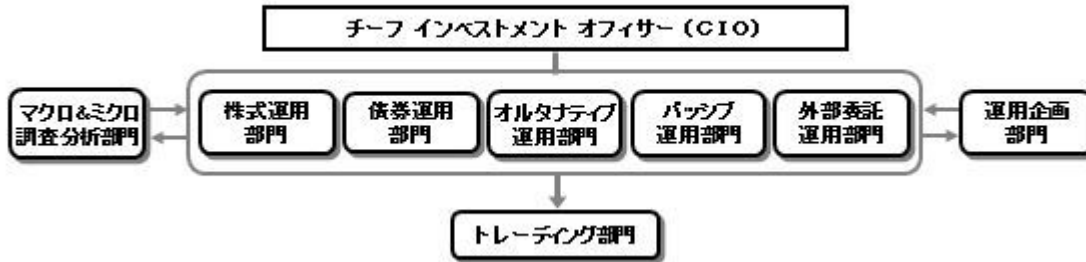 チーフ インベストメント オフィサー (CIO)
マクロ&ミクロ
調査分析部門
株式運用
部門
債券運用
部門
オルタナティブ
運用部門
パッシブ
運用部門
外部委託
運用部門
運用企画
部門
トレーディング部門